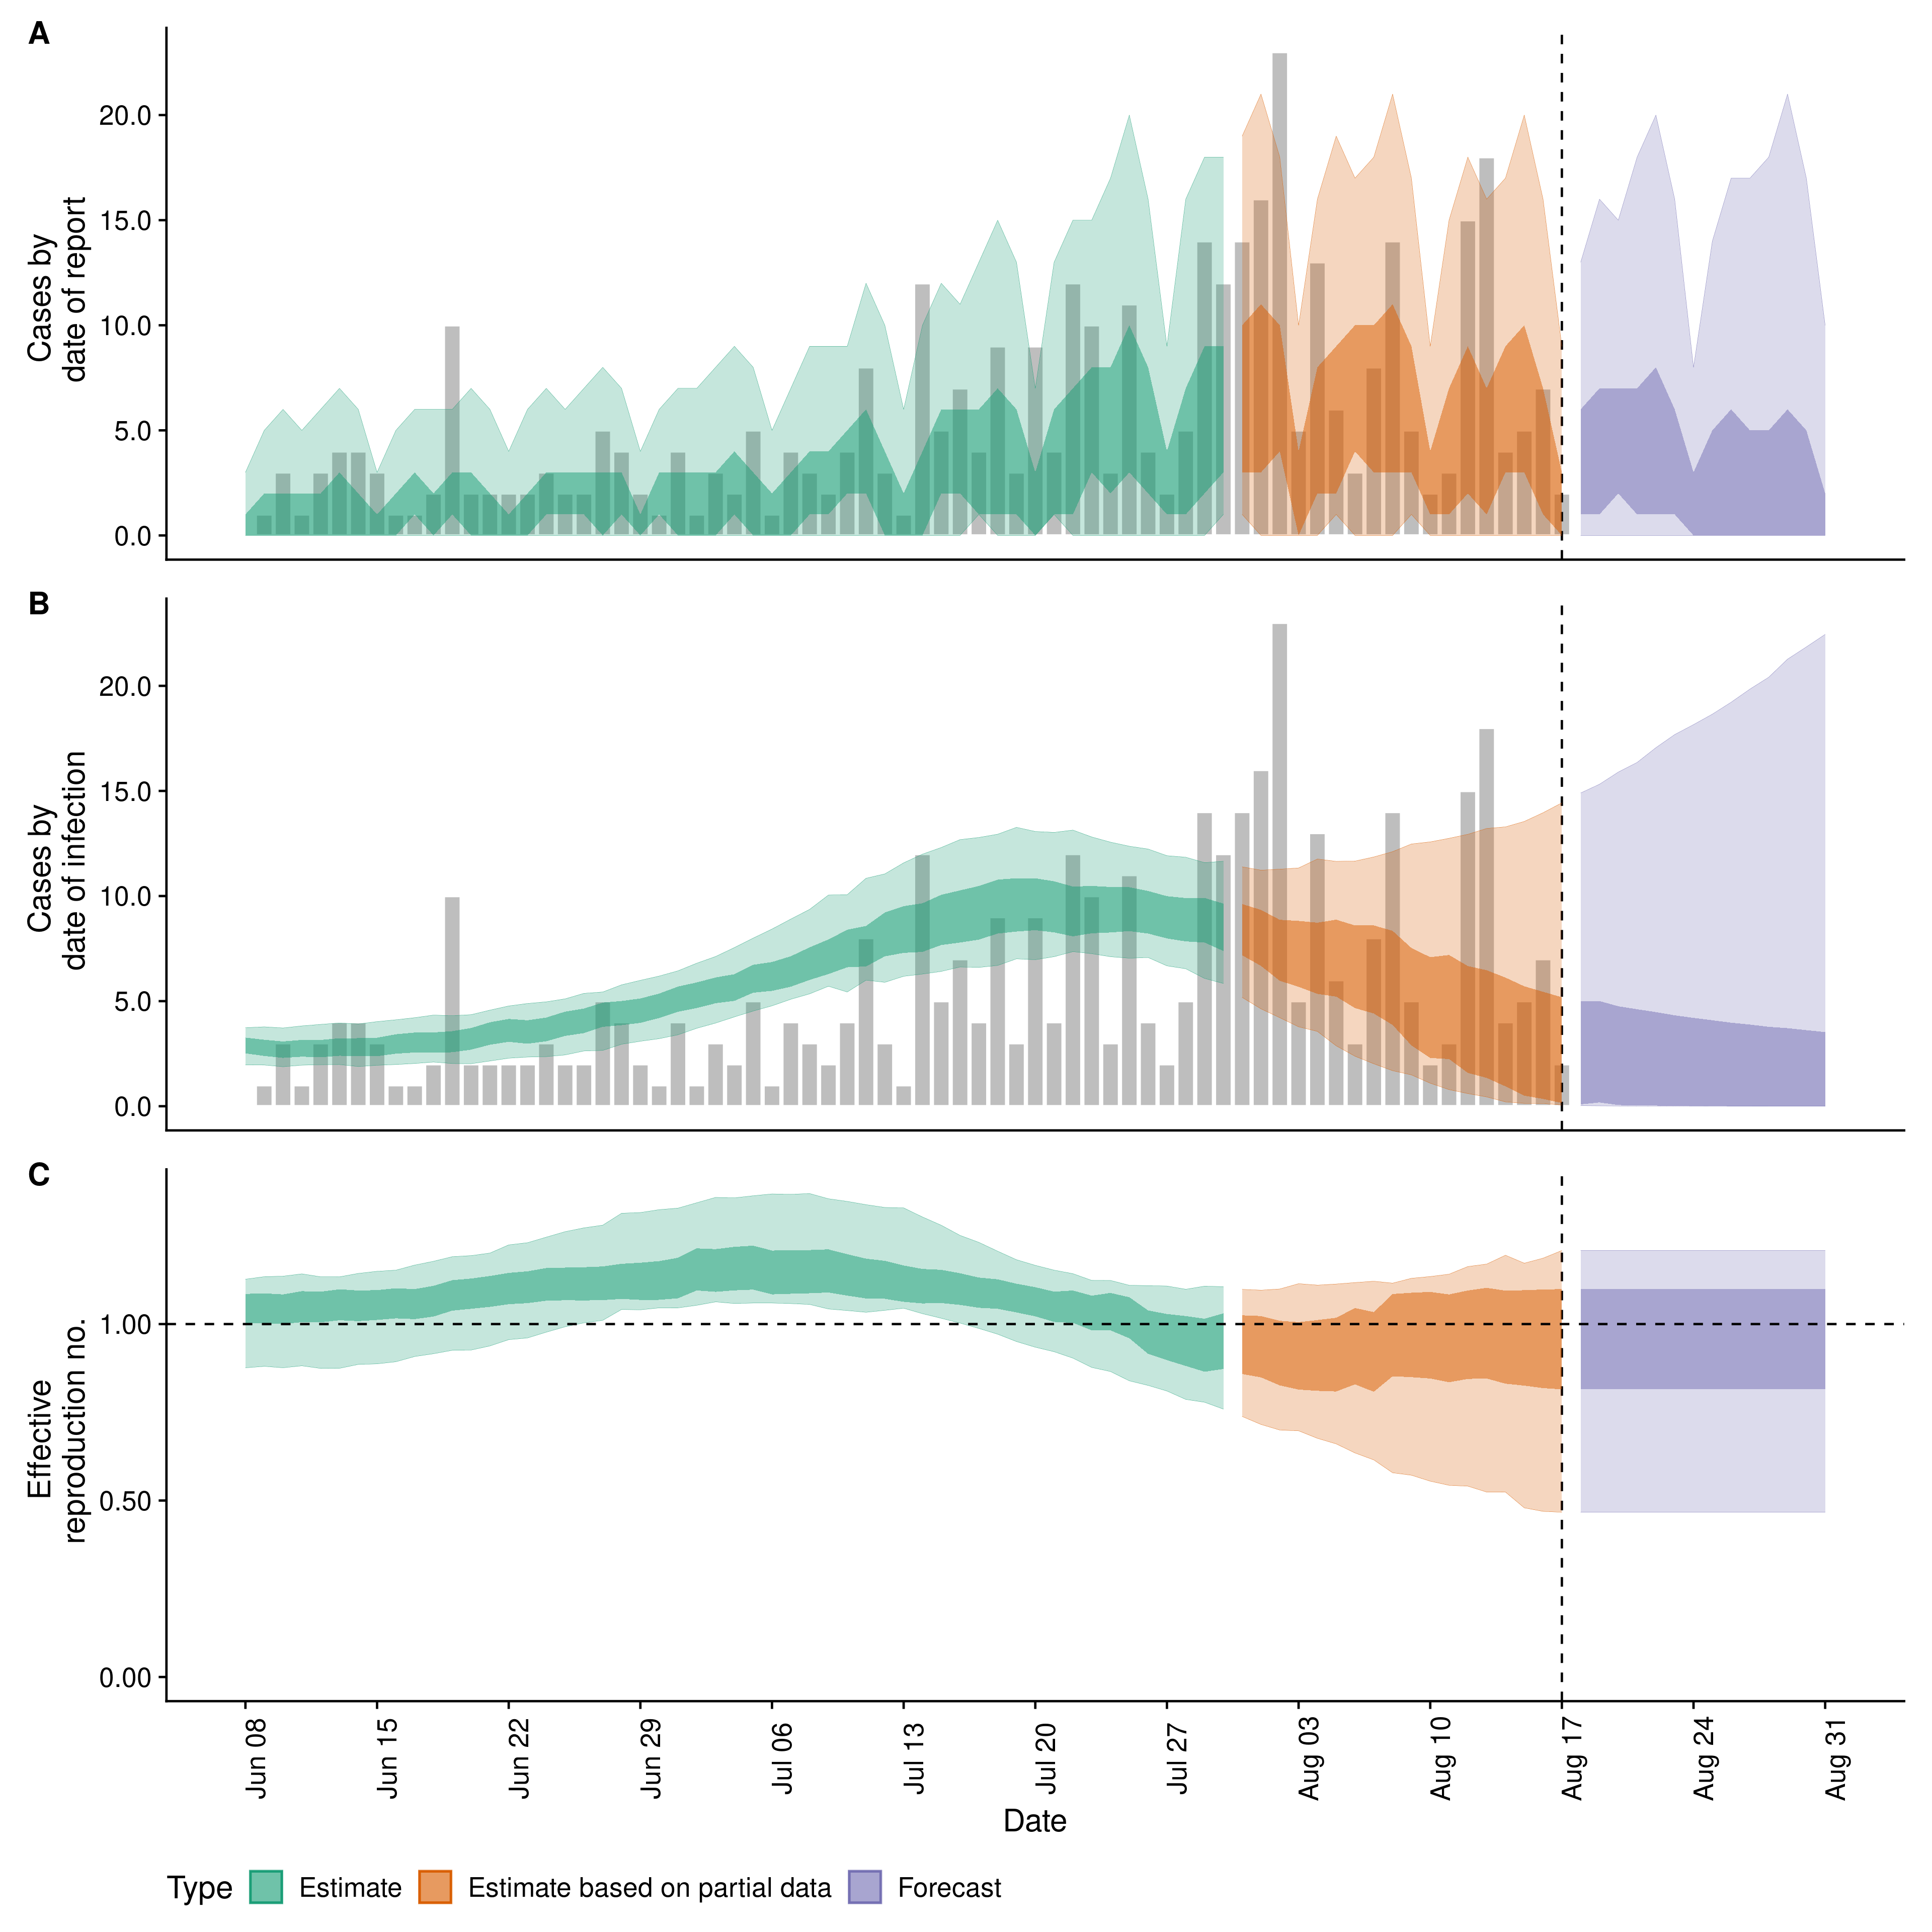 A
Cases by
date of report
20.0
15.0
10.0
5.0
0.0
B
Cases by
date of infection
20.0
15.0
10.0
5.0
0.0
C
Effective
reproduction no.
1.00
0.50
0.00
Jun 08
Jun 15
Jun 22
Jun 29
Jul 06
Jul 13
Jul 20
Jul 27
Aug 03
Aug 10
Aug 17
Aug 24
Aug 31
Date
Type Estimate Estimate based on partial data Forecast